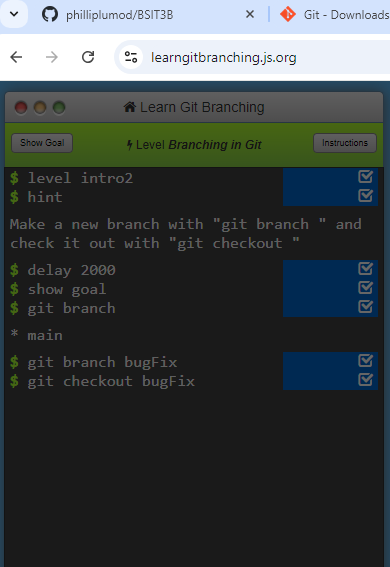 philliplumod/BSIT3B
Git - Downloads
learngitbranching.js.org
Learn Git Branching
Show Goal
Level Branching in Git
Instructions
$ level intro2
$ hint
Make a new branch with "git branch " and
check it out with "git checkout "
$ delay 2000
$ show goal
$ git branch
* main
$ git branch bugFix
$ git checkout bugFix